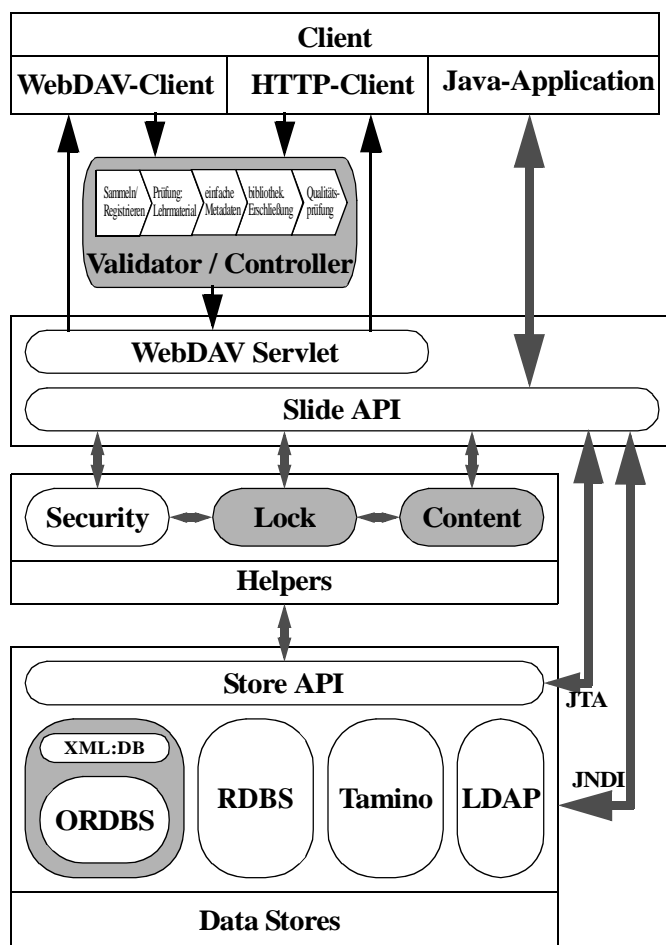 Client
WebDAV-Client
HTTP-Client
Java-Application
Sammeln/
Registrieren
Prüfung:
Lehrmaterial
einfache
Metadaten
bibliothek.
Erschließung
Qualitäts-
prüfung
Validator / Controller
WebDAV Servlet
Slide API
Security
Lock
Content
Helpers
Store API
JTA
XML:DB
ORDBS
RDBS
Tamino
LDAP
JNDI
Data Stores